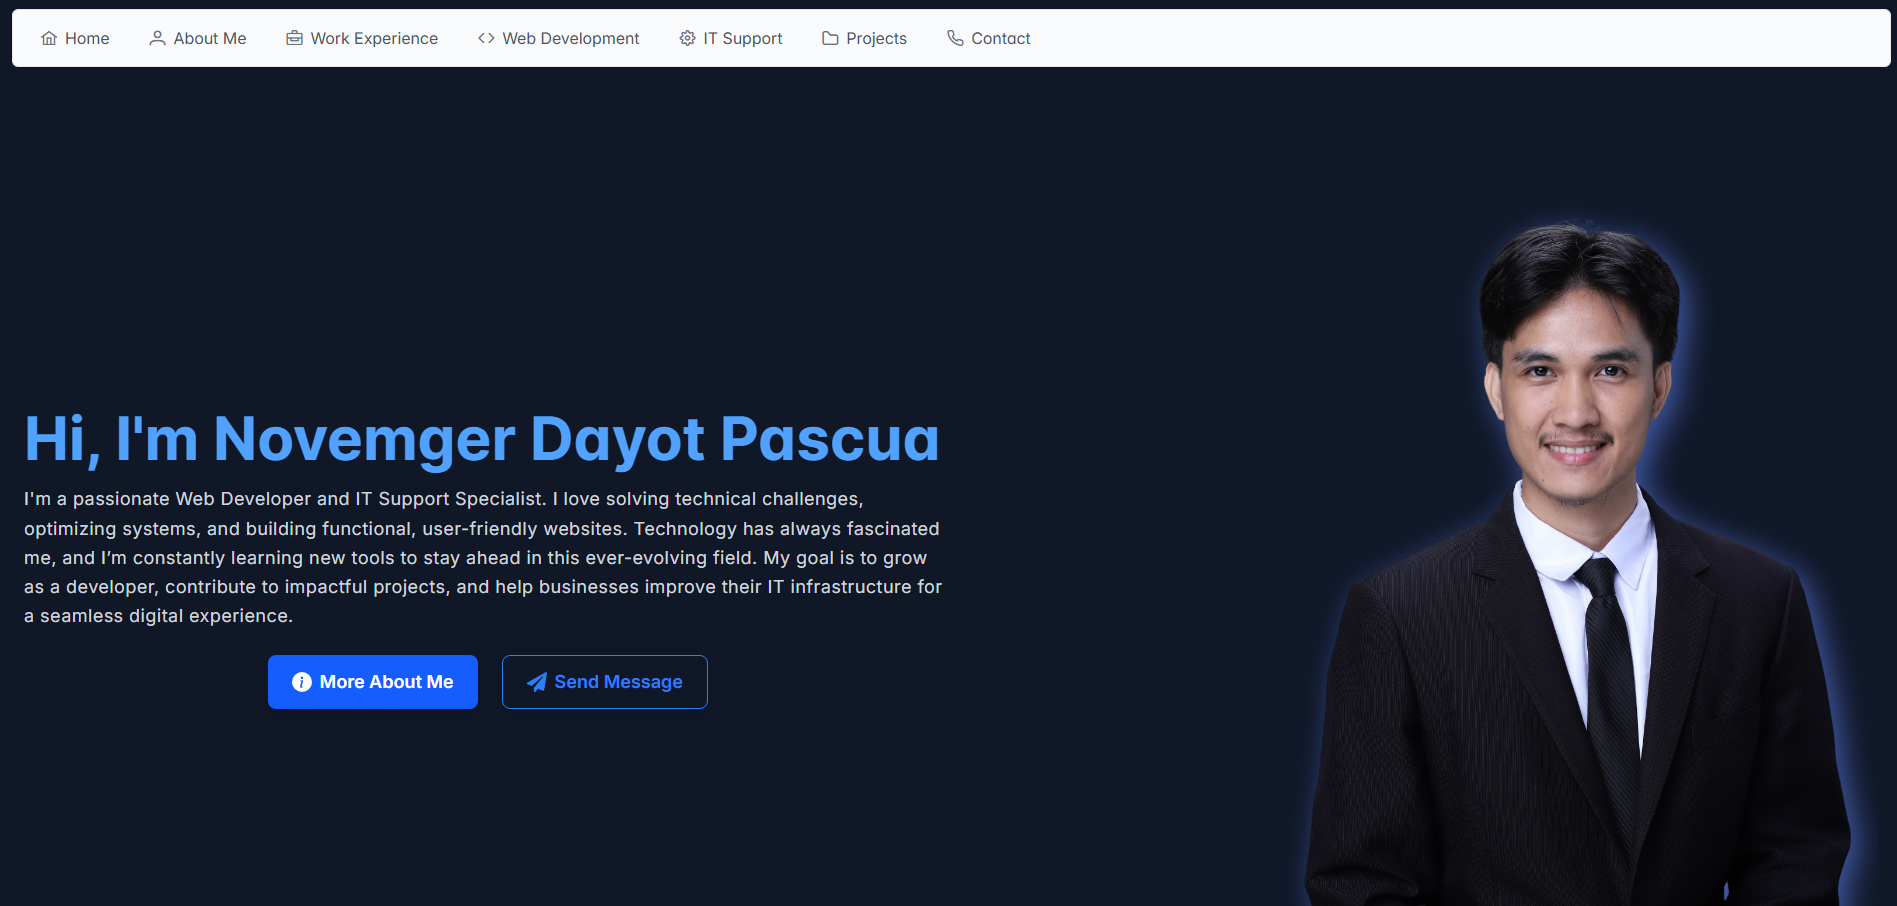 Home About Me Work Experience Web Development IT Support Projects Contact
Hi, I'm Novemger Dayot Pascua
I'm a passionate Web Developer and IT Support Specialist. I love solving technical challenges,
optimizing systems, and building functional, user-friendly websites. Technology has always fascinated
me, and I’m constantly learning new tools to stay ahead in this ever-evolving field. My goal is to grow
as a developer, contribute to impactful projects, and help businesses improve their IT infrastructure for
a seamless digital experience.
More About Me Send Message